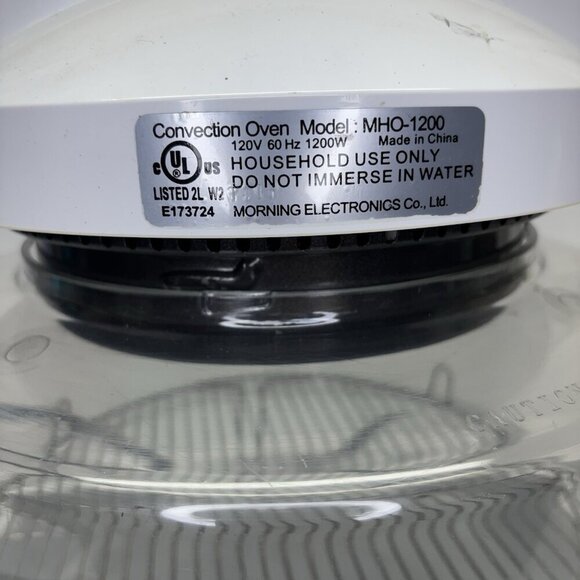 Convection Oven Model : MHO-1200
120V 60 Hz 1200W Made in China
c UL US
HOUSEHOLD USE ONLY
DO NOT IMMERSE IN WATER
LISTED 2L W2
E173724 MORNING ELECTRONICS Co., Ltd.
CAUTION